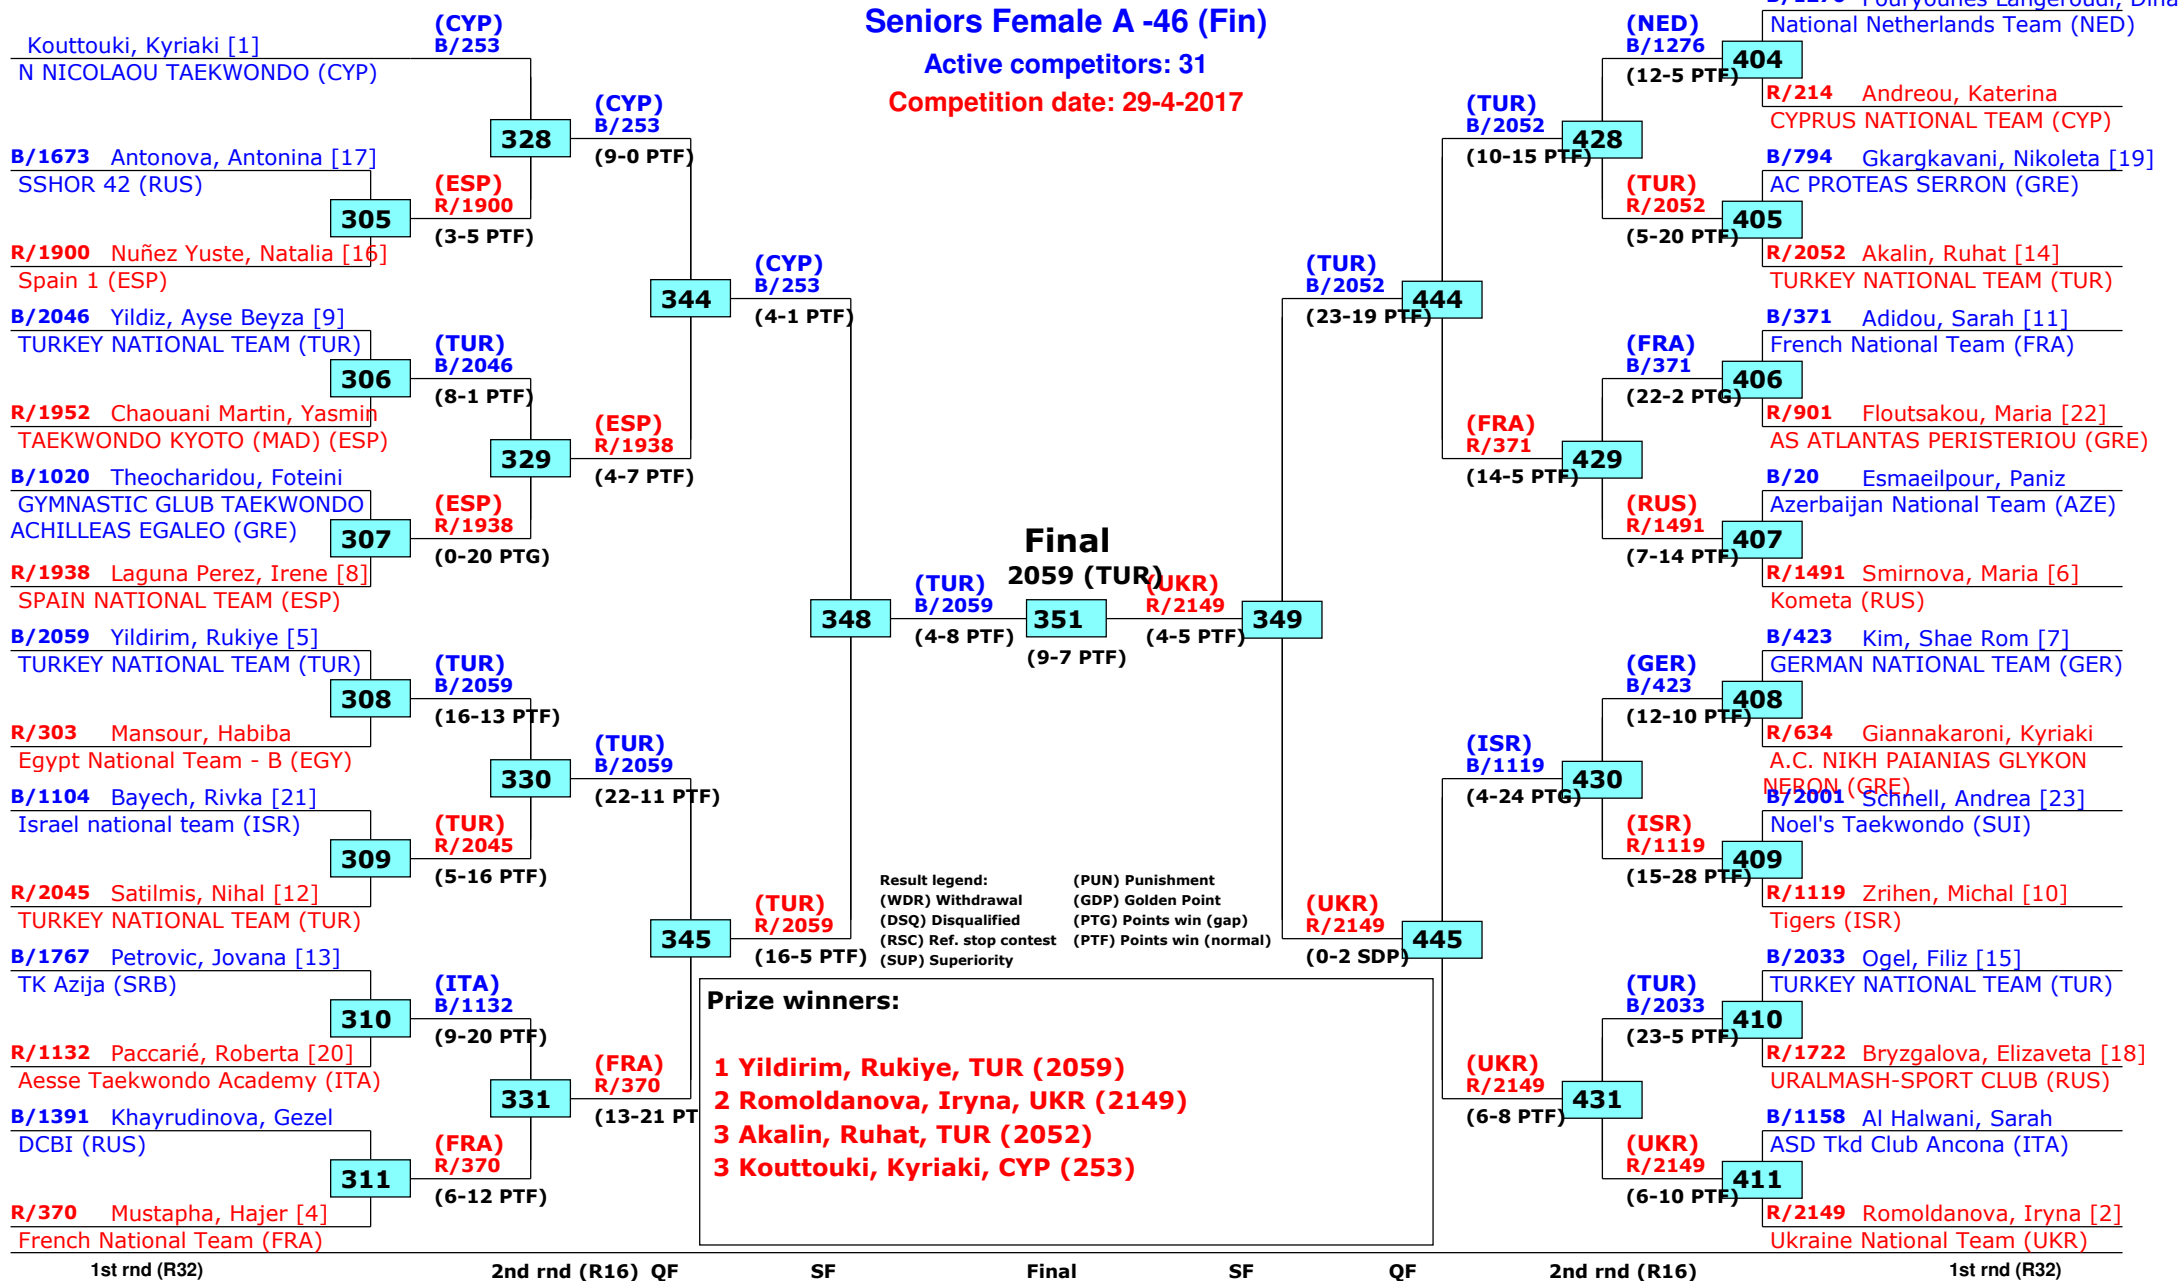 Seniors Female A -46 (Fin)
Active competitors: 31
Competition date: 29-4-2017
Kouttouki, Kyriaki [1]
N NICOLAOU TAEKWONDO (CYP)
B/1673 Antonova, Antonina [17]
SSHOR 42 (RUS)
305
R/1900 Nuñez Yuste, Natalia [16]
Spain 1 (ESP)
B/2046 Yildiz, Ayse Beyza [9]
TURKEY NATIONAL TEAM (TUR)
306
R/1952 Chaouani Martin, Yasmin
TAEKWONDO KYOTO (MAD) (ESP)
B/1020 Theocharidou, Foteini
GYMNASTIC GLUB TAEKWONDO
ACHILLEAS EGALEO (GRE)
307
R/1938 Laguna Perez, Irene [8]
SPAIN NATIONAL TEAM (ESP)
B/2059 Yildirim, Rukiye [5]
TURKEY NATIONAL TEAM (TUR)
308
R/303 Mansour, Habiba
Egypt National Team - B (EGY)
B/1104 Bayech, Rivka [21]
Israel national team (ISR)
309
R/2045 Satilmis, Nihal [12]
TURKEY NATIONAL TEAM (TUR)
B/1767 Petrovic, Jovana [13]
TK Azija (SRB)
310
R/1132 Paccarié, Roberta [20]
Aesse Taekwondo Academy (ITA)
B/1391 Khayrudinova, Gezel
DCBI (RUS)
311
R/370 Mustapha, Hajer [4]
French National Team (FRA)
(CYP)
B/253
328
(ESP)
R/1900
(3-5 PTF)
(TUR)
B/2046
(8-1 PTF)
329
(ESP)
R/1938
(0-20 PTG)
(TUR)
B/2059
(16-13 PTF)
330
(TUR)
R/2045
(5-16 PTF)
(ITA)
B/1132
(9-20 PTF)
331
(FRA)
R/370
(6-12 PTF)
(CYP)
B/253
(9-0 PTF)
344
(ESP)
R/1938
(4-7 PTF)
(TUR)
B/2059
(22-11 PTF)
345
(FRA)
R/370
(13-21 PT
(CYP)
B/253
(4-1 PTF)
348
(TUR)
R/2059
(16-5 PTF)
(TUR)
B/2059
(4-8 PTF)
Final
2059 (TUR)
351
(9-7 PTF)
(UKR)
R/2149
(4-5 PTF)
349
(TUR)
B/2052
(23-19 PTF)
444
(UKR)
R/2149
(0-2 SDP)
445
(TUR)
B/2052
(10-15 PTF)
428
(FRA)
R/371
(14-5 PTF)
429
(ISR)
B/1119
(4-24 PTG)
430
(UKR)
R/2149
(6-8 PTF)
431
(NED)
B/1276
(12-5 PTF)
404
(TUR)
R/2052
(5-20 PTF)
405
(FRA)
B/371
(22-2 PTG)
406
(RUS)
R/1491
(7-14 PTF)
407
(GER)
B/423
(12-10 PTF)
408
(ISR)
R/1119
(15-28 PTF)
409
(TUR)
B/2033
(23-5 PTF)
410
(UKR)
R/2149
(6-10 PTF)
411
B/1276 Pouryounes Langeroudi, Dina
National Netherlands Team (NED)
R/214 Andreou, Katerina
CYPRUS NATIONAL TEAM (CYP)
B/794 Gkargkavani, Nikoleta [19]
AC PROTEAS SERRON (GRE)
R/2052 Akalin, Ruhat [14]
TURKEY NATIONAL TEAM (TUR)
B/371 Adidou, Sarah [11]
French National Team (FRA)
R/901 Floutsakou, Maria [22]
AS ATLANTAS PERISTERIOU (GRE)
B/20 Esmaeilpour, Paniz
Azerbaijan National Team (AZE)
R/1491 Smirnova, Maria [6]
Kometa (RUS)
B/423 Kim, Shae Rom [7]
GERMAN NATIONAL TEAM (GER)
R/634 Giannakaroni, Kyriaki
A.C. NIKH PAIANIAS GLYKON
NERON (GRE)
B/2001 Schnell, Andrea [23]
Noel's Taekwondo (SUI)
R/1119 Zrihen, Michal [10]
Tigers (ISR)
B/2033 Ogel, Filiz [15]
TURKEY NATIONAL TEAM (TUR)
R/1722 Bryzgalova, Elizaveta [18]
URALMASH-SPORT CLUB (RUS)
B/1158 Al Halwani, Sarah
ASD Tkd Club Ancona (ITA)
R/2149 Romoldanova, Iryna [2]
Ukraine National Team (UKR)
Result legend: (PUN) Punishment
(WDR) Withdrawal (GDP) Golden Point
(DSQ) Disqualified (PTG) Points win (gap)
(RSC) Ref. stop contest (PTF) Points win (normal)
(SUP) Superiority
Prize winners:
1 Yildirim, Rukiye, TUR (2059)
2 Romoldanova, Iryna, UKR (2149)
3 Akalin, Ruhat, TUR (2052)
3 Kouttouki, Kyriaki, CYP (253)
1st rnd (R32) 2nd rnd (R16) QF SF Final SF QF 2nd rnd (R16) 1st rnd (R32)